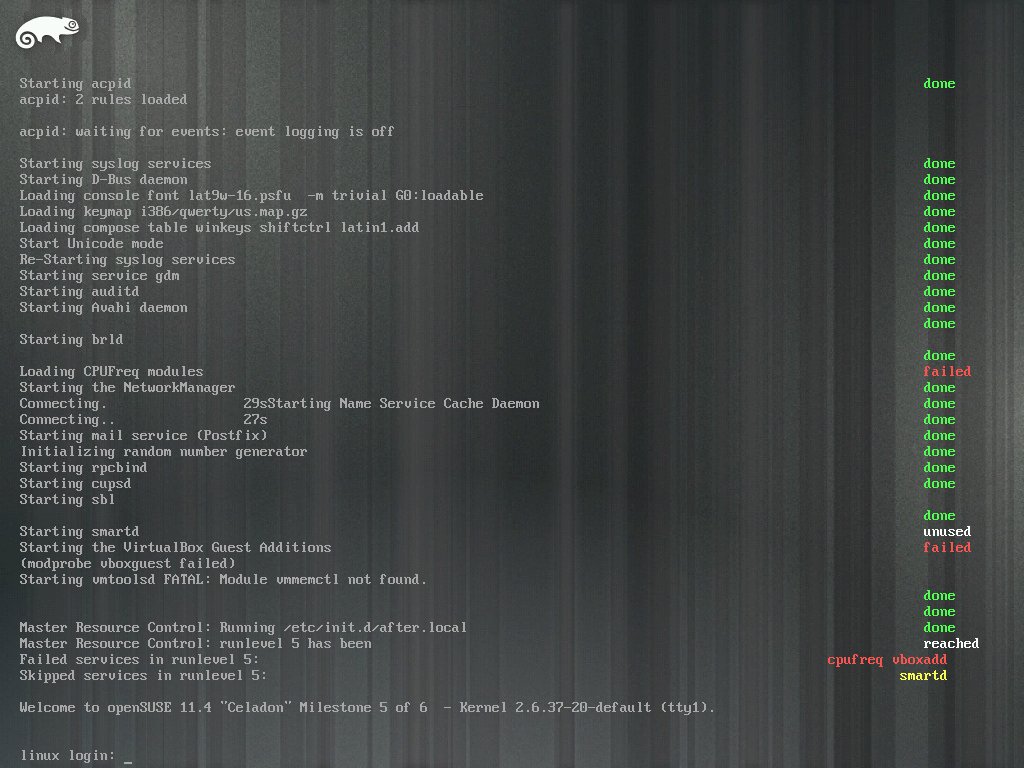 Starting acpid done
acpid: 2 rules loaded
acpid: waiting for events: event logging is off
Starting syslog services done
Starting D-Bus daemon done
Loading console font lat9w-16.psfu  -m trivial G0:loadable done
Loading keymap i386/qwerty/us.map.gz done
Loading compose table winkeys shiftctrl latin1.add done
Start Unicode mode done
Re-Starting syslog services done
Starting service gdm done
Starting auditd done
Starting Avahi daemon done
done
Starting brld
done
Loading CPUFreq modules failed
Starting the NetworkManager done
Connecting. 29sStarting Name Service Cache Daemon done
Connecting.. 27s done
Starting mail service (Postfix) done
Initializing random number generator done
Starting rpcbind done
Starting cupsd done
Starting sbl
done
Starting smartd unused
Starting the VirtualBox Guest Additions failed
(modprobe vboxguest failed)
Starting vmtoolsd FATAL: Module vmmemctl not found.
done
done
Master Resource Control: Running /etc/init.d/after.local done
Master Resource Control: runlevel 5 has been reached
Failed services in runlevel 5: cpufreq vboxadd
Skipped services in runlevel 5: smartd
Welcome to openSUSE 11.4 "Celadon" Milestone 5 of 6  - Kernel 2.6.37-20-default (tty1).
linux login: _